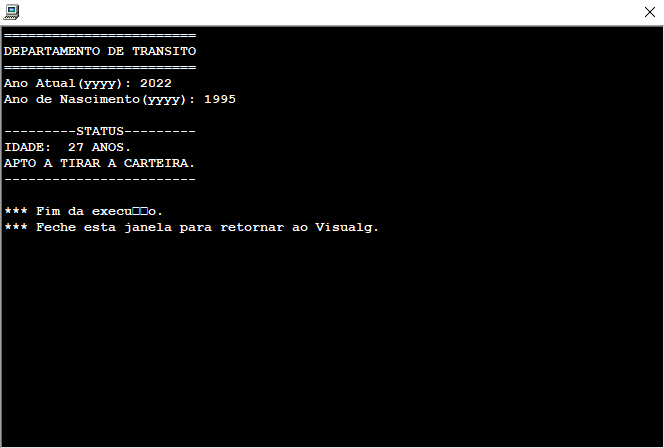 ========================
DEPARTAMENTO DE TRANSITO
========================
Ano Atual(yyyy): 2022
Ano de Nascimento(yyyy): 1995
---------STATUS---------
IDADE:  27 ANOS.
APTO A TIRAR A CARTEIRA.
------------------------
*** Fim da execu□□o.
*** Feche esta janela para retornar ao Visualg.